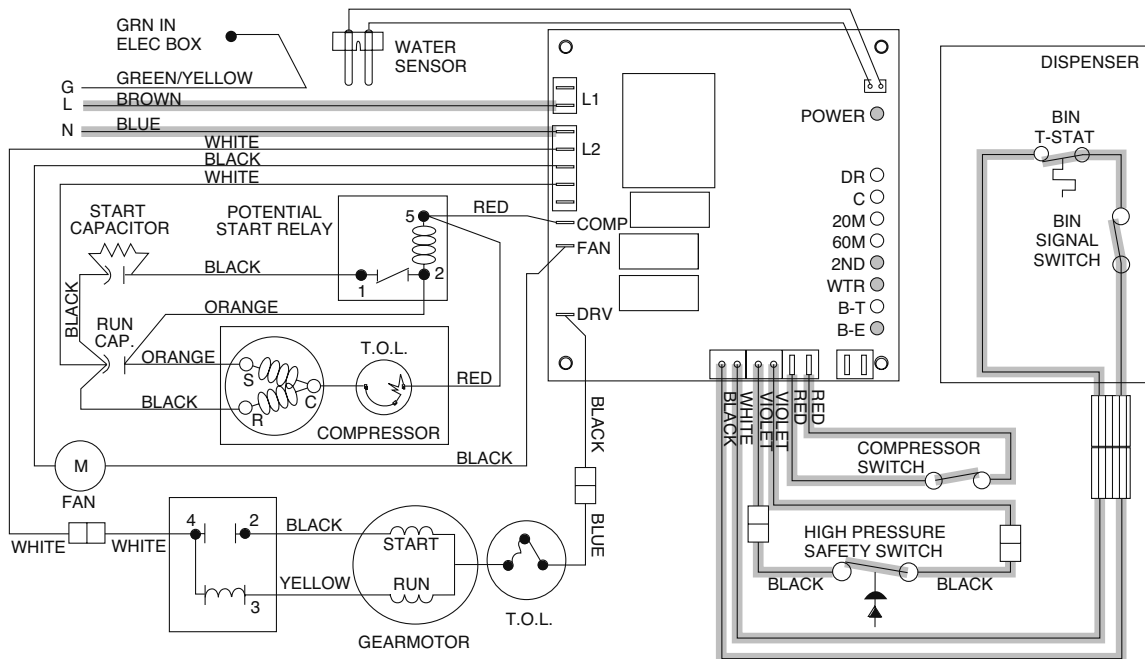 GRN IN
ELEC BOX
WATER
SENSOR
DISPENSER
G
GREEN/YELLOW
L
BROWN
L1
POWER
BIN
T-STAT
N
BLUE
WHITE
L2
BLACK
WHITE
DR
C
20M
60M
2ND
WTR
B-T
B-E
START
CAPACITOR
POTENTIAL
START RELAY
5
RED
COMP
FAN
BIN
SIGNAL
SWITCH
BLACK
1
2
ORANGE
DRV
BLACK
RUN
CAP.
ORANGE
T.O.L.
S
C
RED
BLACK
R
COMPRESSOR
BLACK
WHITE
VIOLET
VIOLET
RED
RED
BLACK
COMPRESSOR
SWITCH
M
FAN
BLACK
4
2
BLACK
START
BLUE
HIGH PRESSURE
SAFETY SWITCH
WHITE
WHITE
YELLOW
RUN
3
BLACK
BLACK
T.O.L.
GEARMOTOR